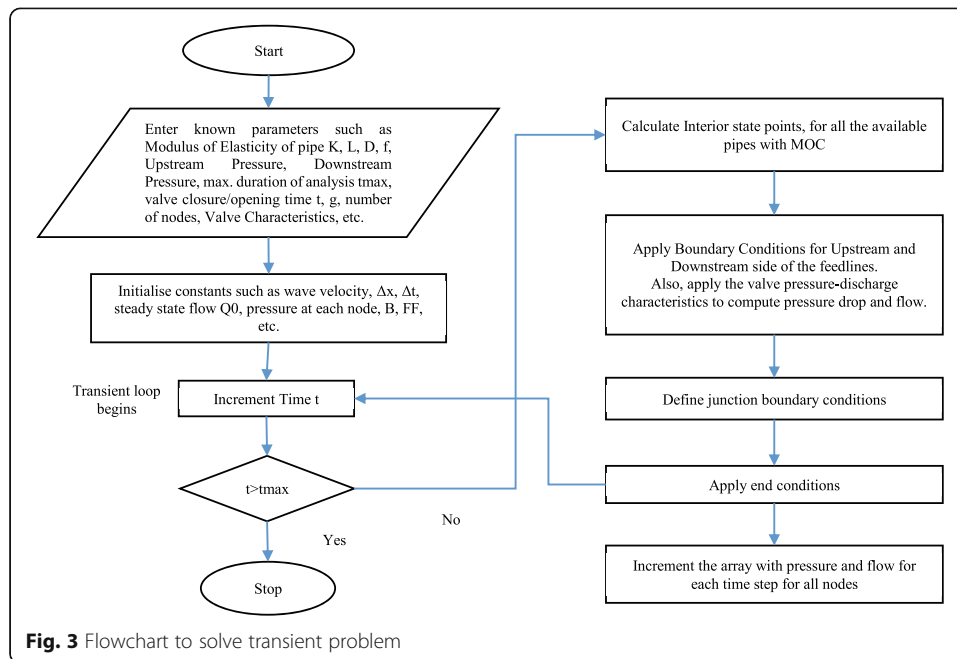 Start
Enter known parameters such as
Modulus of Elasticity of pipe K, L, D, f,
Upstream Pressure, Downstream
Pressure, max. duration of analysis tmax,
valve closure/opening time t, g, number
of nodes, Valve Characteristics, etc.
Initialise constants such as wave velocity, Δx, Δt,
steady state flow Q0, pressure at each node, B, FF,
etc.
Transient loop
begins
Increment Time t
t>tmax
No
Yes
Stop
Calculate Interior state points, for all the available
pipes with MOC
Apply Boundary Conditions for Upstream and
Downstream side of the feedlines.
Also, apply the valve pressure-discharge
characteristics to compute pressure drop and flow.
Define junction boundary conditions
Apply end conditions
Increment the array with pressure and flow for
each time step for all nodes
Fig. 3 Flowchart to solve transient problem